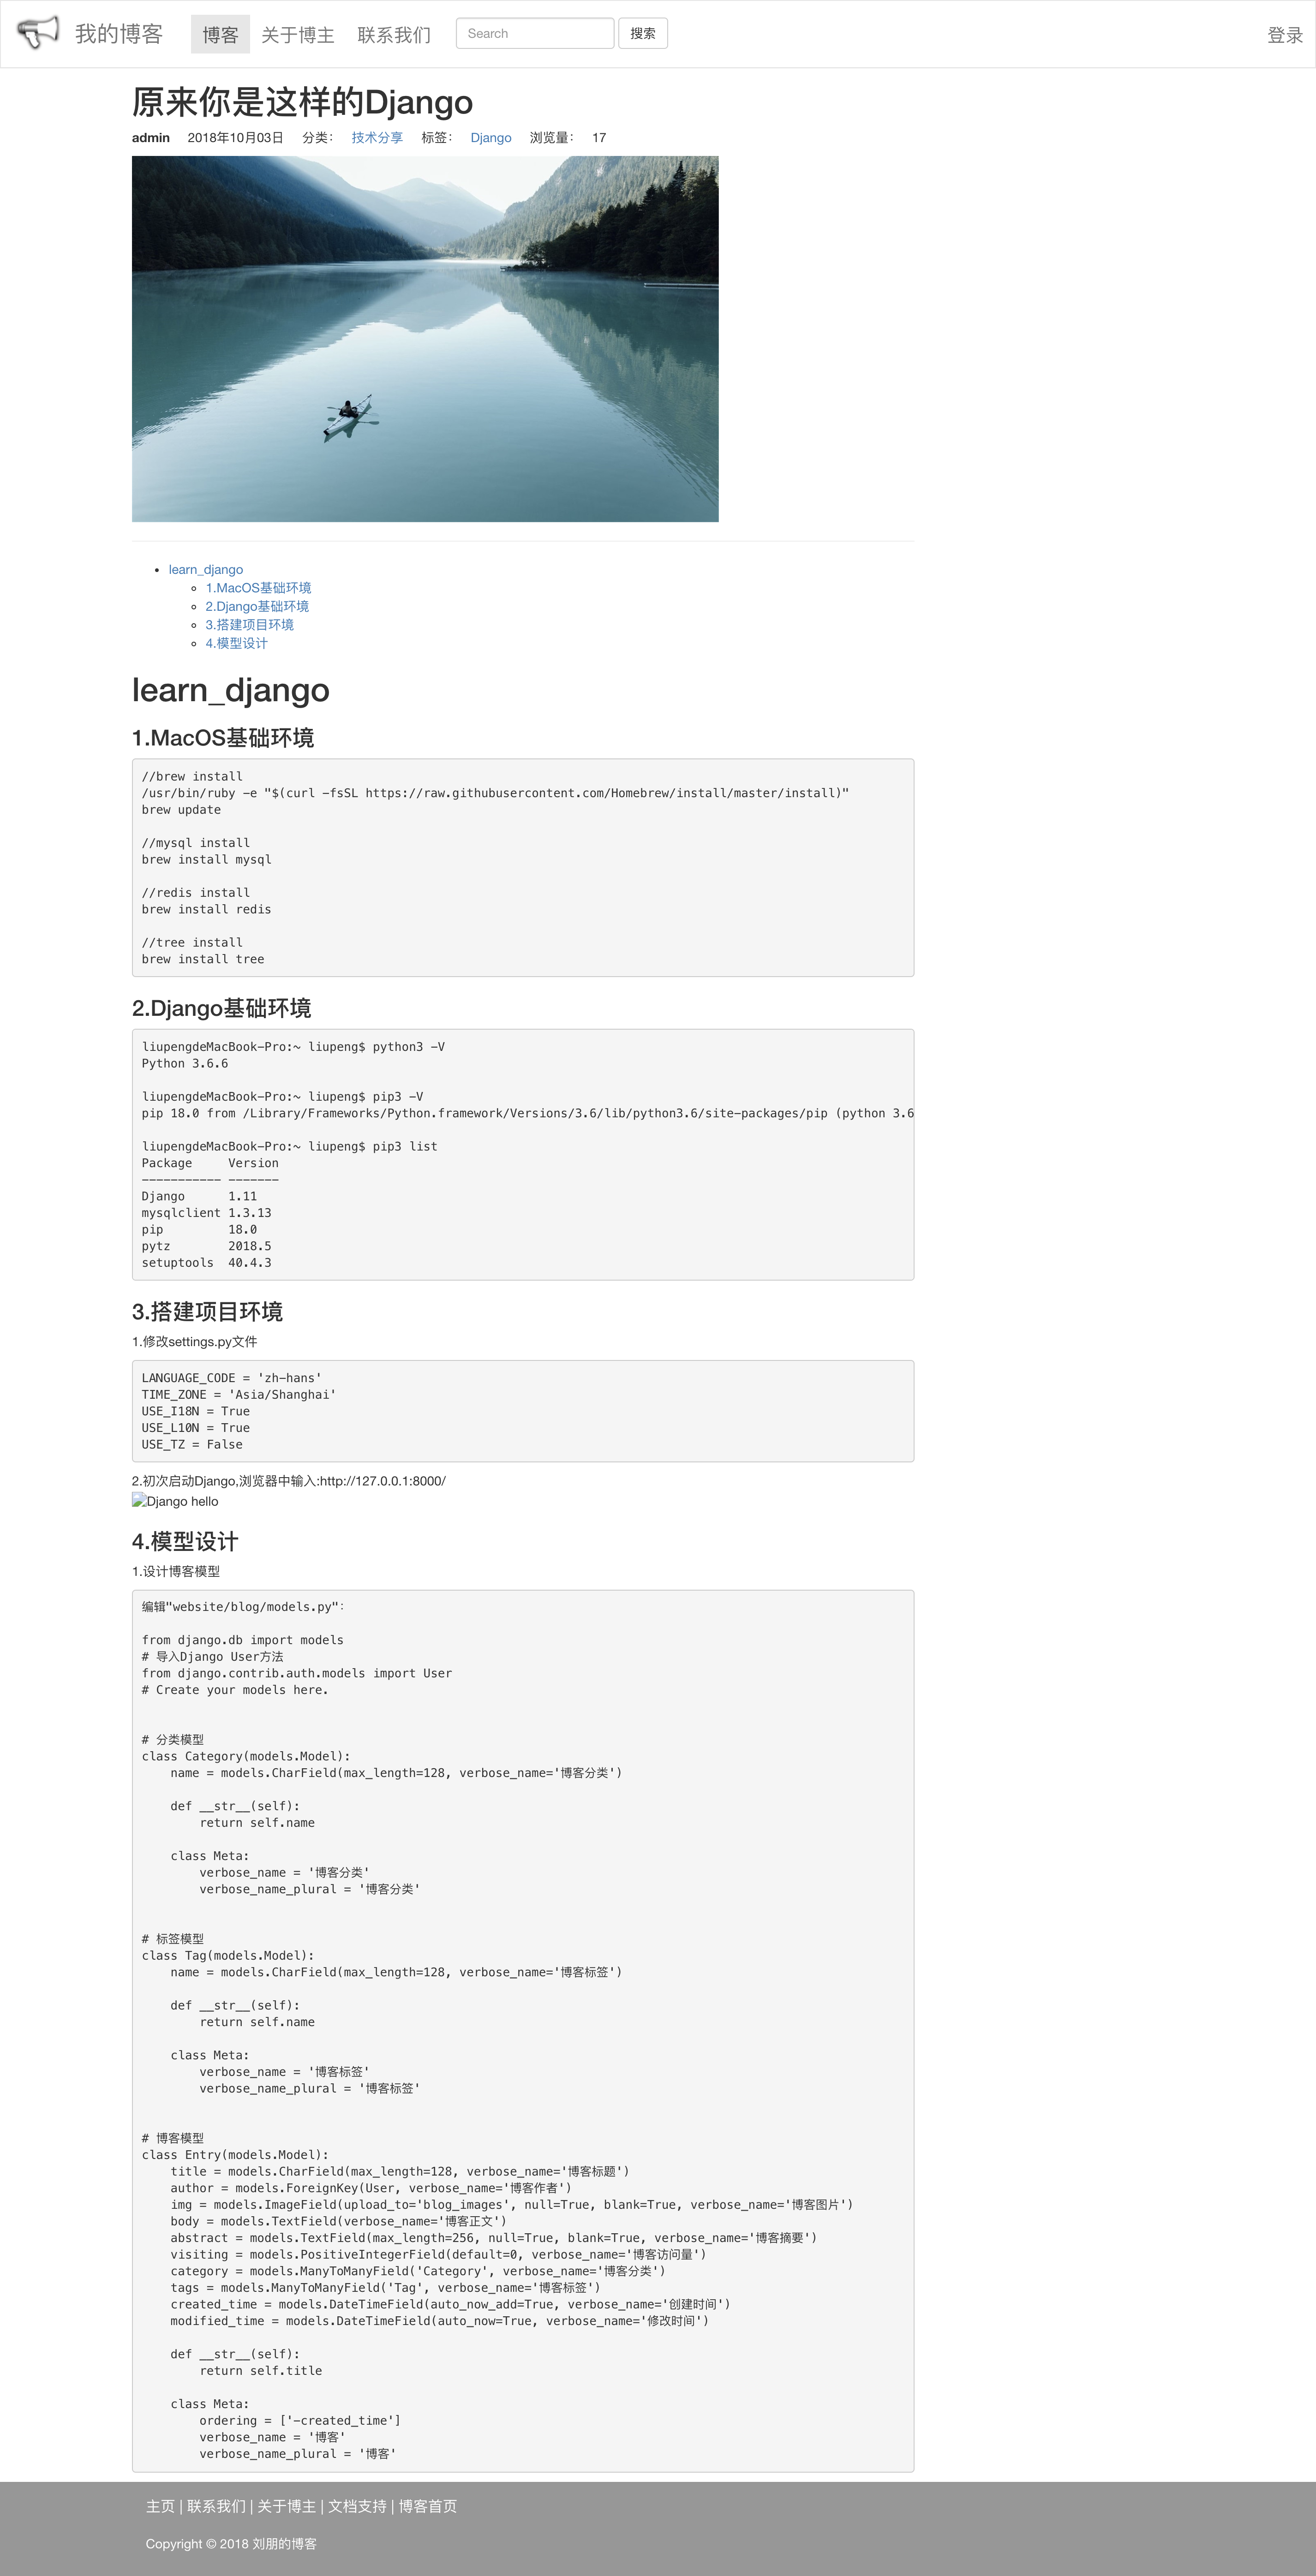 我的博客 博客 关于博主 联系我们 Search 搜索 登录
原来你是这样的Django
admin 2018年10月03日 分类： 技术分享 标签： Django 浏览量： 17
learn_django
1.MacOS基础环境
2.Django基础环境
3.搭建项目环境
4.模型设计
learn_django
1.MacOS基础环境
//brew install
/usr/bin/ruby -e "$(curl -fsSL https://raw.githubusercontent.com/Homebrew/install/master/install)"
brew update
//mysql install
brew install mysql
//redis install
brew install redis
//tree install
brew install tree
2.Django基础环境
liupengdeMacBook-Pro:~ liupeng$ python3 -V
Python 3.6.6
liupengdeMacBook-Pro:~ liupeng$ pip3 -V
pip 18.0 from /Library/Frameworks/Python.framework/Versions/3.6/lib/python3.6/site-packages/pip (python 3.6
liupengdeMacBook-Pro:~ liupeng$ pip3 list
Package     Version
----------- -------
Django      1.11
mysqlclient 1.3.13
pip         18.0
pytz        2018.5
setuptools  40.4.3
3.搭建项目环境
1.修改settings.py文件
LANGUAGE_CODE = 'zh-hans'
TIME_ZONE = 'Asia/Shanghai'
USE_I18N = True
USE_L10N = True
USE_TZ = False
2.初次启动Django,浏览器中输入:http://127.0.0.1:8000/
Django hello
4.模型设计
1.设计博客模型
编辑"website/blog/models.py"：
from django.db import models
# 导入Django User方法
from django.contrib.auth.models import User
# Create your models here.
# 分类模型
class Category(models.Model):
    name = models.CharField(max_length=128, verbose_name='博客分类')
    def __str__(self):
        return self.name
    class Meta:
        verbose_name = '博客分类'
        verbose_name_plural = '博客分类'
# 标签模型
class Tag(models.Model):
    name = models.CharField(max_length=128, verbose_name='博客标签')
    def __str__(self):
        return self.name
    class Meta:
        verbose_name = '博客标签'
        verbose_name_plural = '博客标签'
# 博客模型
class Entry(models.Model):
    title = models.CharField(max_length=128, verbose_name='博客标题')
    author = models.ForeignKey(User, verbose_name='博客作者')
    img = models.ImageField(upload_to='blog_images', null=True, blank=True, verbose_name='博客图片')
    body = models.TextField(verbose_name='博客正文')
    abstract = models.TextField(max_length=256, null=True, blank=True, verbose_name='博客摘要')
    visiting = models.PositiveIntegerField(default=0, verbose_name='博客访问量')
    category = models.ManyToManyField('Category', verbose_name='博客分类')
    tags = models.ManyToManyField('Tag', verbose_name='博客标签')
    created_time = models.DateTimeField(auto_now_add=True, verbose_name='创建时间')
    modified_time = models.DateTimeField(auto_now=True, verbose_name='修改时间')
    def __str__(self):
        return self.title
    class Meta:
        ordering = ['-created_time']
        verbose_name = '博客'
        verbose_name_plural = '博客'
主页 | 联系我们 | 关于博主 | 文档支持 | 博客首页
Copyright © 2018 刘朋的博客